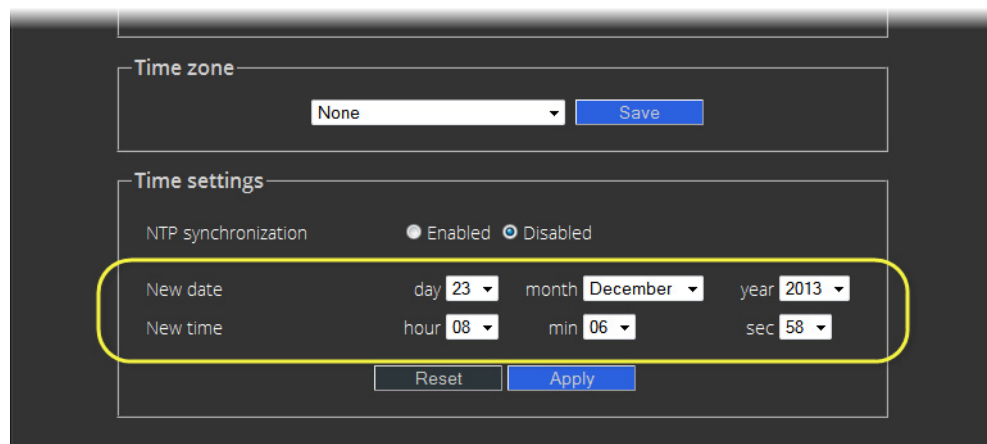 Time zone
None Save
Time settings
NTP synchronization Enabled Disabled
New date day 23 month December year 2013
New time hour 08 min 06 sec 58
Reset Apply